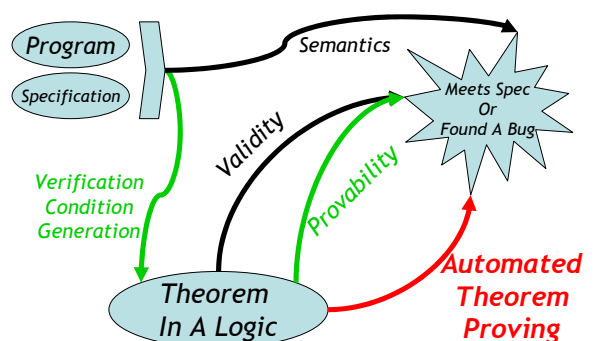 Program
Specification
Semantics
Meets Spec
Or
Found A Bug
Validity
Provability
Verification
Condition
Generation
Theorem
In A Logic
Automated
Theorem
Proving